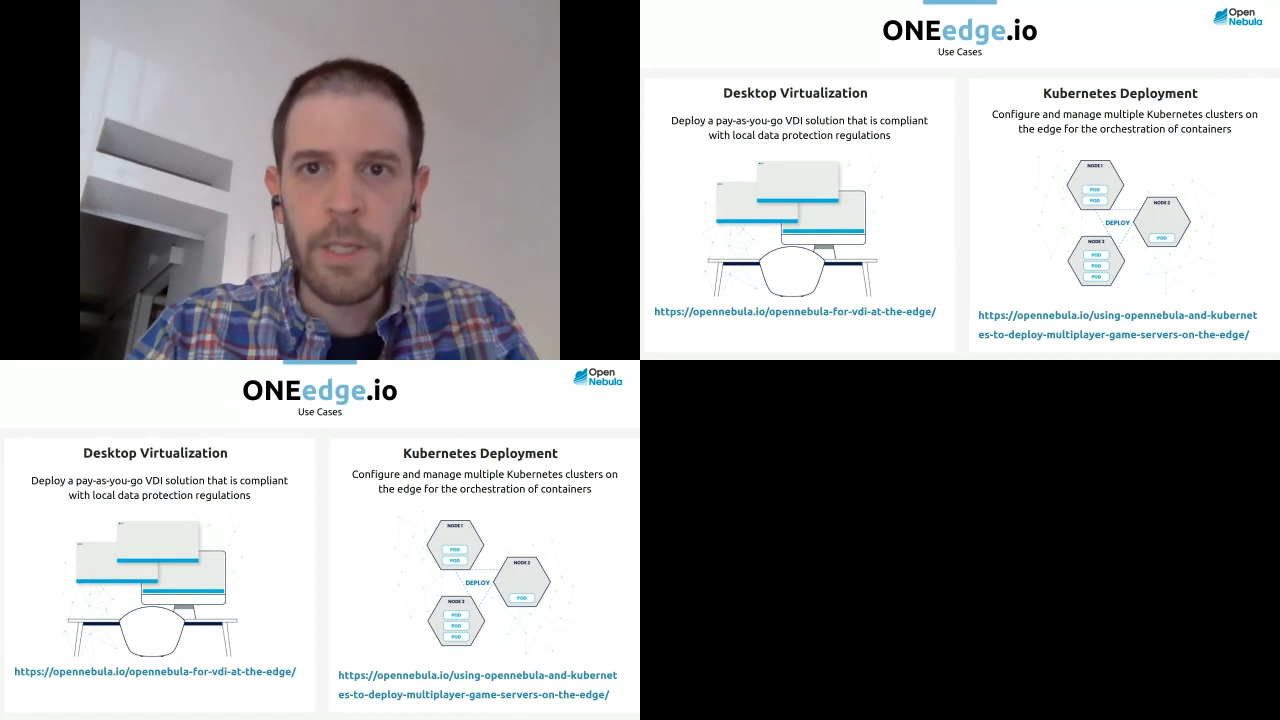 ONEedge.io
Open
Nebula
Use Cases
Desktop Virtualization
Deploy a pay-as-you-go VDI solution that is compliant
with local data protection regulations
https://opennebula.io/opennebula-for-vdi-at-the-edge/
Kubernetes Deployment
Configure and manage multiple Kubernetes clusters on
the edge for the orchestration of containers
NODE 1
POD
POD
NODE 2
DEPLOY
POD
NODE 3
POD
POD
POD
https://opennebula.io/using-opennebula-and-kubernet
es-to-deploy-multiplayer-game-servers-on-the-edge/
ONEedge.io
Open
Nebula
Use Cases
Desktop Virtualization
Deploy a pay-as-you-go VDI solution that is compliant
with local data protection regulations
https://opennebula.io/opennebula-for-vdi-at-the-edge/
Kubernetes Deployment
Configure and manage multiple Kubernetes clusters on
the edge for the orchestration of containers
NODE 1
POD
POD
NODE 2
DEPLOY
POD
NODE 3
POD
POD
POD
https://opennebula.io/using-opennebula-and-kubernet
es-to-deploy-multiplayer-game-servers-on-the-edge/